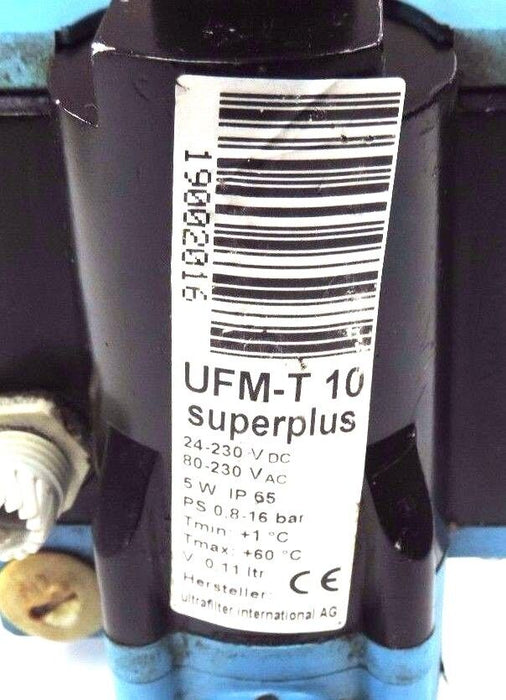 19002016
UFM-T 10
superplus
24-230 V DC
80-230 V AC
5 W IP 65
PS 0.8-16 bar
Tmin: +1 °C
Tmax: +60 °C
V: 0.11 ltr
Hersteller: CE
ultrafilter international AG